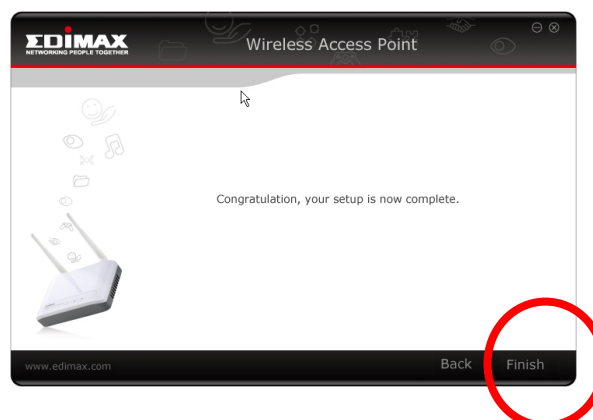 EDIMAX
NETWORKING PEOPLE TOGETHER
Wireless Access Point
Congratulation, your setup is now complete.
www.edimax.com
Back
Finish